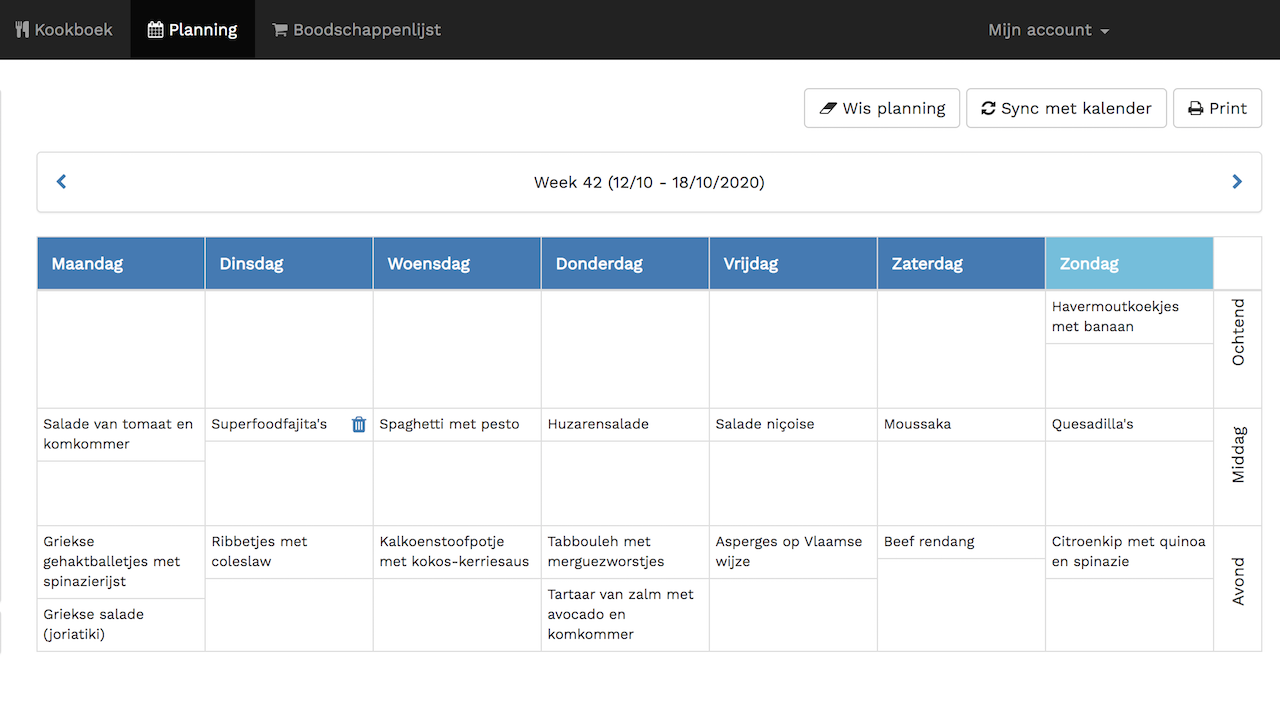 Kookboek
Planning
Boodschappenlijst
Mijn account
Wis planning
Sync met kalender
Print
Week 42 (12/10 - 18/10/2020)
Maandag
Dinsdag
Woensdag
Donderdag
Vrijdag
Zaterdag
Zondag
Havermoutkoekjes
met banaan
Ochtend
Salade van tomaat en
komkommer
Superfoodfajita's
Spaghetti met pesto
Huzarensalade
Salade niçoise
Moussaka
Quesadilla's
Middag
Griekse
gehaktballetjes met
spinazierijst
Griekse salade
(joriatiki)
Ribbetjes met
coleslaw
Kalkoenstoofpotje
met kokos-kerriesaus
Tabbouleh met
merguezworstjes
Tartaar van zalm met
avocado en
komkommer
Asperges op Vlaamse
wijze
Beef rendang
Citroenkip met quinoa
en spinazie
Avond